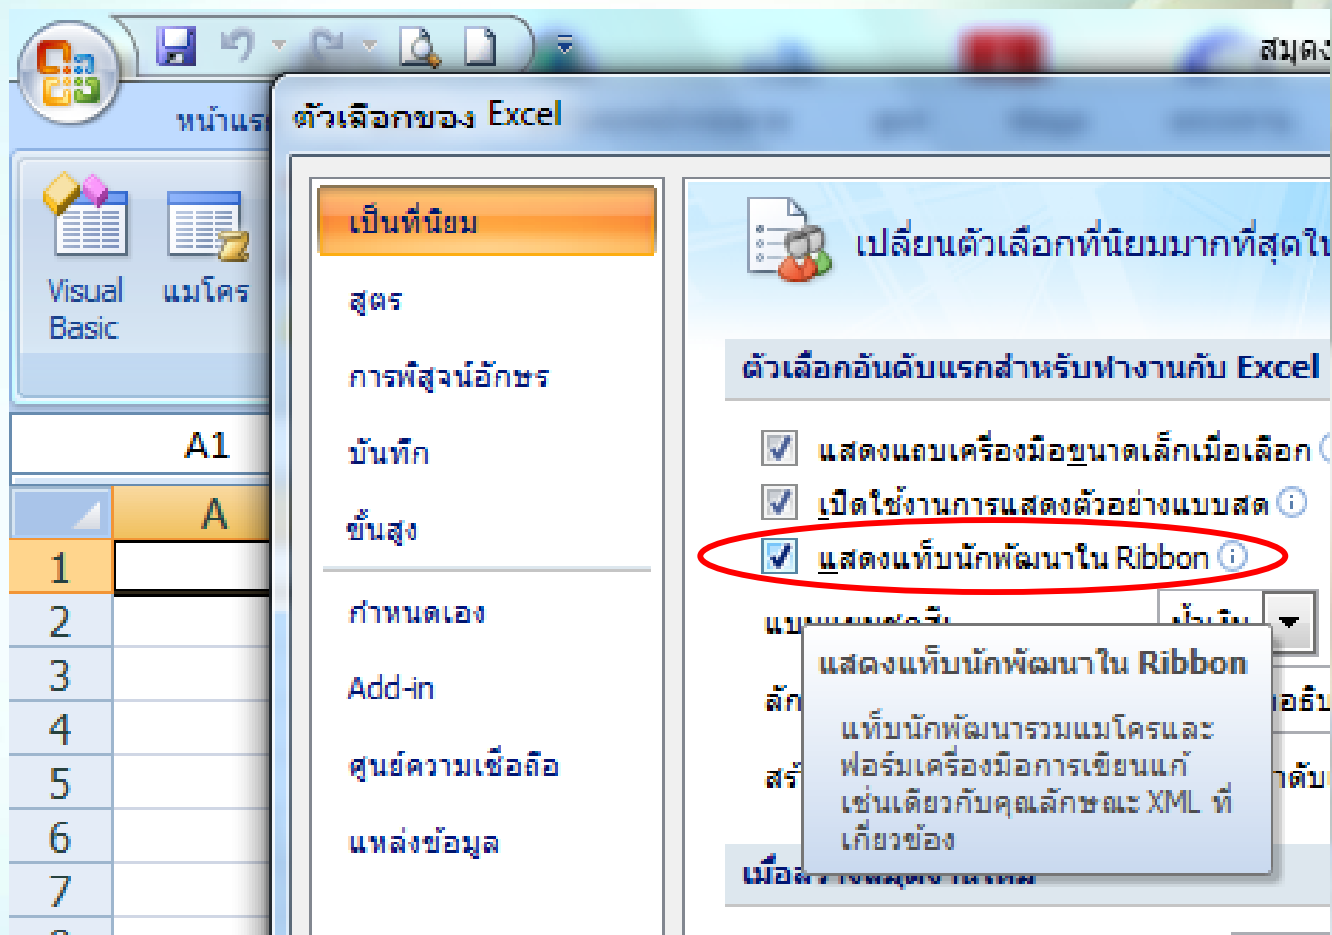 สมุดง
หน้าแรก
ตัวเลือกของ Excel
Visual
Basic
แมโคร
A1
A
1
2
3
4
5
6
7
เป็นที่นิยม
สูตร
การพิสูจน์อักษร
บันทึก
ขั้นสูง
กำหนดเอง
Add-in
ศูนย์ความเชื่อถือ
แหล่งข้อมูล
เปลี่ยนตัวเลือกที่นิยมมากที่สุดใน
ตัวเลือกอันดับแรกสำหรับทำงานกับ Excel
แสดงแถบเครื่องมือขนาดเล็กเมื่อเลือก
เปิดใช้งานการแสดงตัวอย่างแบบสด
แสดงแท็บนักพัฒนาใน Ribbon
แสดงแท็บนักพัฒนาใน Ribbon
แท็บนักพัฒนารวมแมโครและ
ฟอร์มเครื่องมือการเขียนแก้
เช่นเดียวกับคุณลักษณะ XML ที่
เกี่ยวข้อง